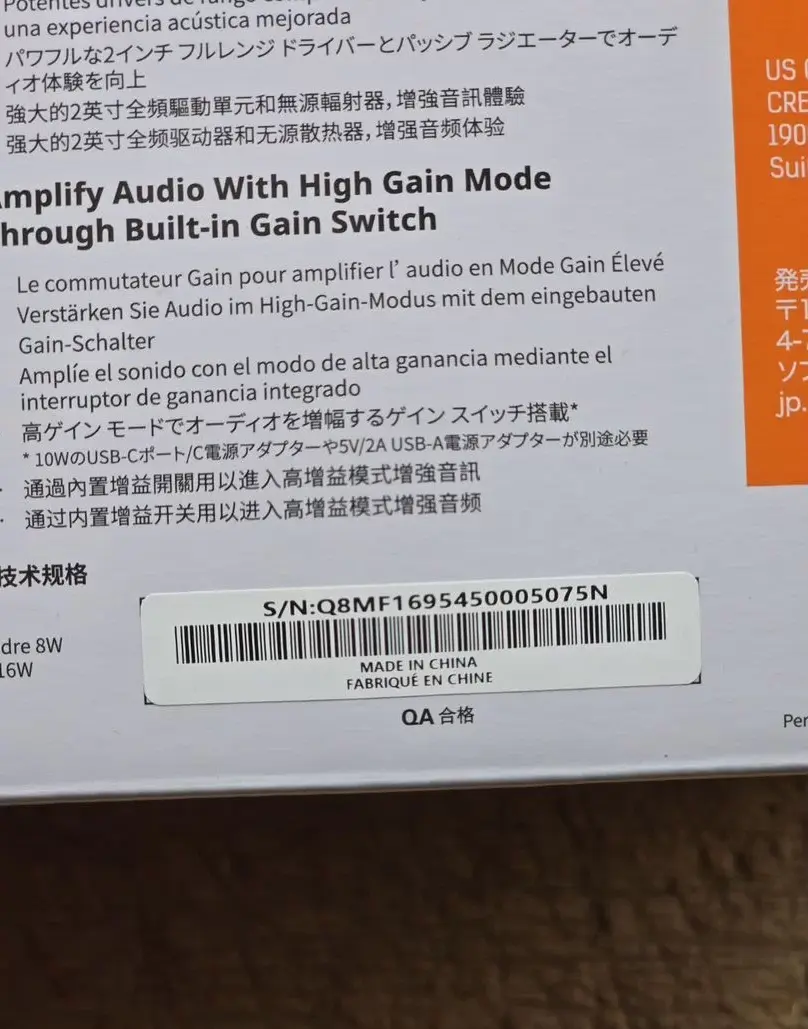 una experiencia acústica mejorada
パワフルな2インチ フルレンジ ドライバーとパッシブ ラジエーターでオーデ
ィオ体験を向上
強大的2英寸全頻驅動單元和無源輻射器,增強音訊體驗
强大的2英寸全频驱动器和无源散热器,增强音频体验
mplify Audio With High Gain Mode
hrough Built-in Gain Switch
Le commutateur Gain pour amplifier l’ audio en Mode Gain Élevé
Verstärken Sie Audio im High-Gain-Modus mit dem eingebauten
Gain-Schalter
Amplíe el sonido con el modo de alta ganancia mediante el
interruptor de ganancia integrado
高ゲイン モードでオーディオを増幅するゲイン スイッチ搭載*
* 10WのUSB-Cポート/C電源アダプターや5V/2A USB-A電源アダプターが別途必要
· 通過內置增益開關用以進入高增益模式增強音訊
· 通过内置增益开关用以进入高增益模式增强音频
技术规格
dre 8W
16W
S/N:Q8MF1695450005075N
MADE IN CHINA
FABRIQUÉ EN CHINE
QA 合格
US
CRE
190
Sui
発売
〒1
4-7
ソフ
jp.
Per